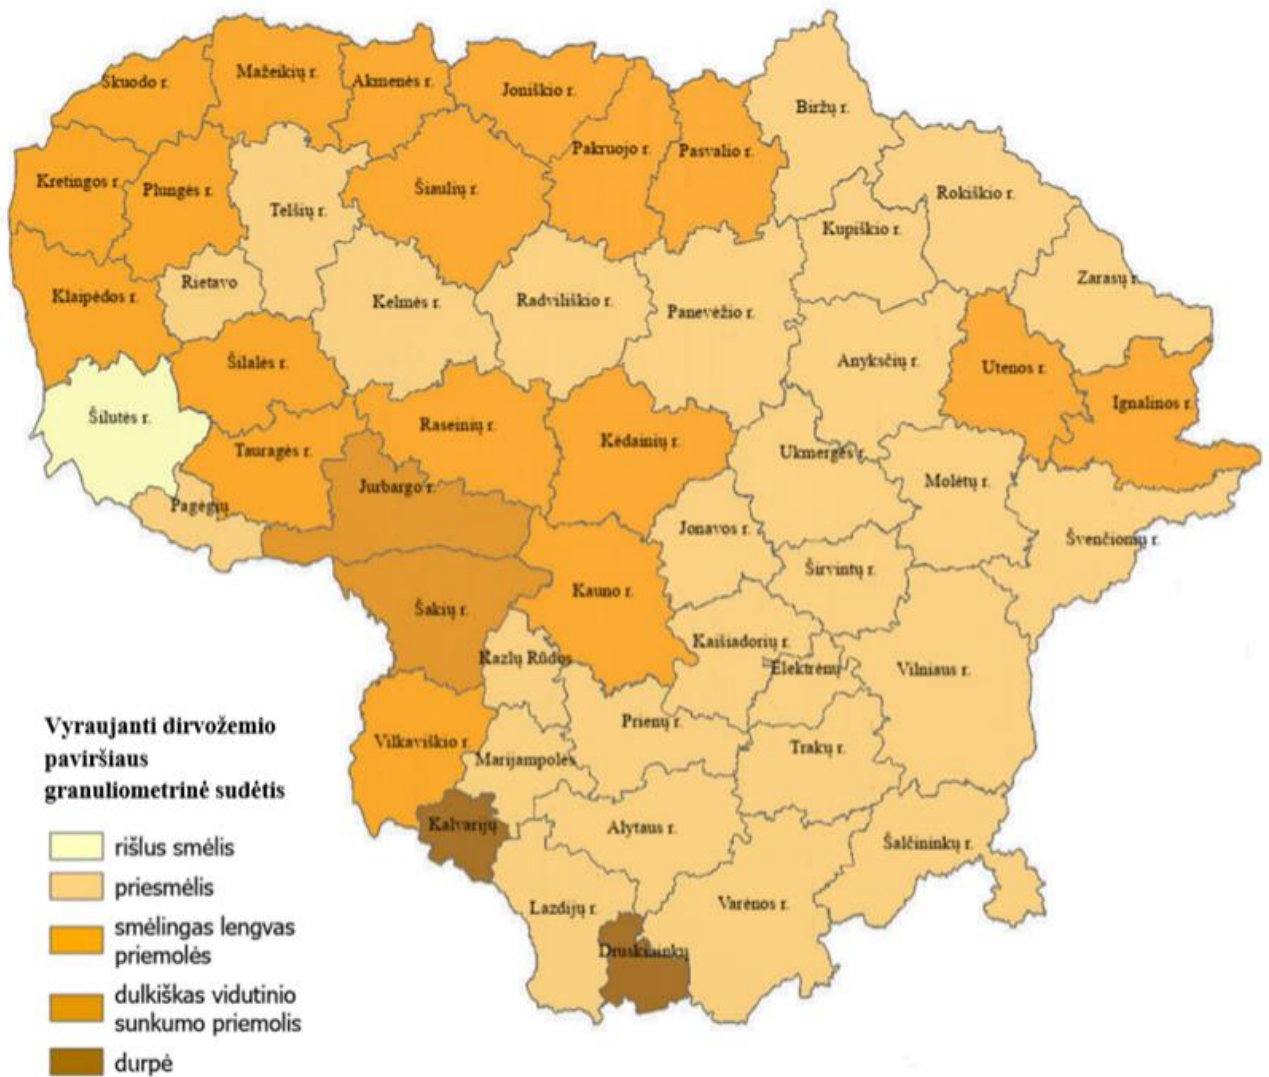 Skuodo r.
Mažeikių r.
Akmenės r.
Joniškio r.
Biržų r.
Kretingos r.
Plungės r.
Telšių r.
Šiaulių r.
Pakruojo r.
Pasvalio r.
Rokiškio r.
Kupiškio r.
Klaipėdos r.
Rietavo
Kelmės r.
Radviliškio r.
Panevėžio r.
Zarasų r.
Šilalės r.
Anykščių r.
Utenos r.
Ignalinos r.
Šilutės r.
Tauragės r.
Raseinių r.
Kėdainių r.
Ukmergės r.
Molėtų r.
Pagėgių
Jurbargo r.
Jonavos r.
Širvintų r.
Švenčionių r.
Šakių r.
Kauno r.
Kazlų Rūdos
Kaišiadorių r.
Elektrėnų
Vilniaus r.
Vilkaviškio r.
Marijampolės
Prienų r.
Trakų r.
Kalvarijų
Alytaus r.
Šalčininkų r.
Lazdijų r.
Varėnos r.
Druskininkų
Vyraujanti dirvožemio
paviršiaus
granuliometrinė sudėtis
rišlus smėlis
priesmėlis
smėlingas lengvas
priemolės
dulkiškas vidutinio
sunkumo priemolis
durpė